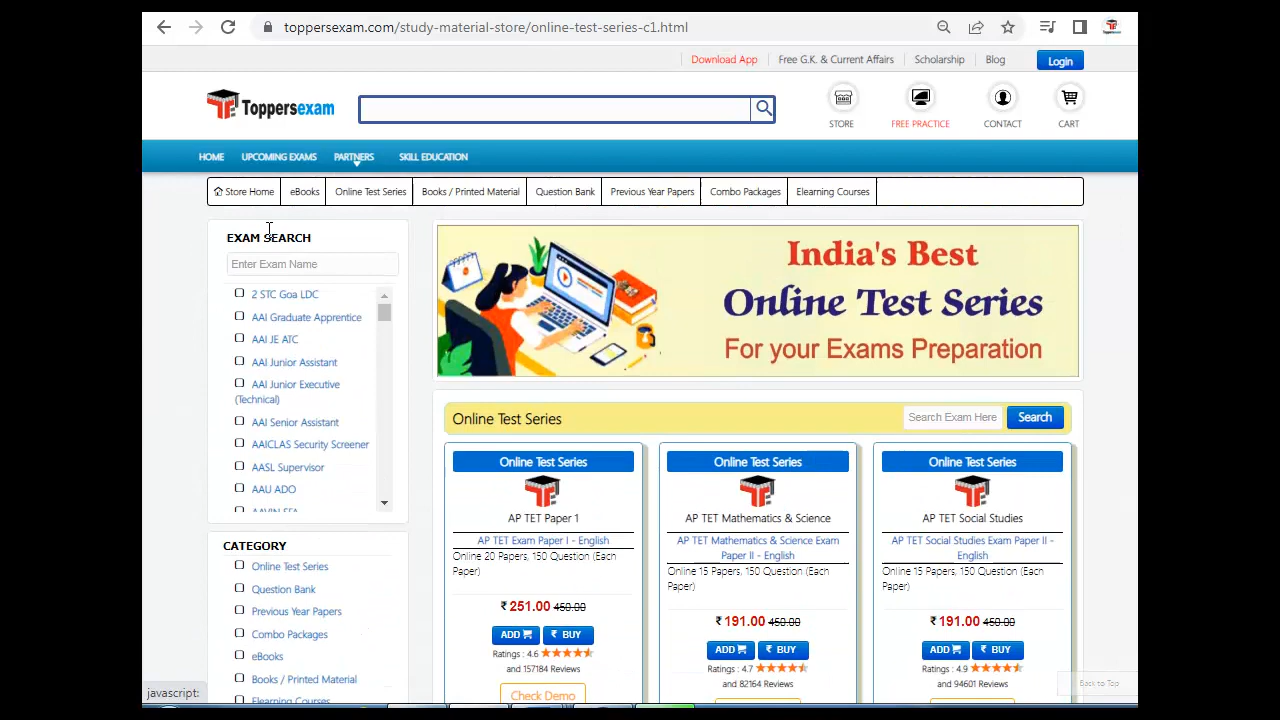 toppersexam.com/study-material-store/online-test-series-c1.html
Download App
Free G.K. & Current Affairs
Scholarship
Blog
Login
Toppersexam
STORE
FREE PRACTICE
CONTACT
CART
HOME
UPCOMING EXAMS
PARTNERS
SKILL EDUCATION
Store Home
eBooks
Online Test Series
Books / Printed Material
Question Bank
Previous Year Papers
Combo Packages
Elearning Courses
EXAM SEARCH
Enter Exam Name
2 STC Goa LDC
AAI Graduate Apprentice
AAI JE ATC
AAI Junior Assistant
AAI Junior Executive
(Technical)
AAI Senior Assistant
AAICLAS Security Screener
AASL Supervisor
AAU ADO
CATEGORY
Online Test Series
Question Bank
Previous Year Papers
Combo Packages
eBooks
Books / Printed Material
Elearning Courses
India's Best
Online Test Series
For your Exams Preparation
Online Test Series
Search Exam Here
Search
Online Test Series
AP TET Paper 1
AP TET Exam Paper I - English
Online 20 Papers, 150 Question (Each
Paper)
₹ 251.00 450.00
ADD
₹ BUY
Ratings : 4.6
and 157184 Reviews
Check Demo
Online Test Series
AP TET Mathematics & Science
AP TET Mathematics & Science Exam
Paper II - English
Online 15 Papers, 150 Question (Each
Paper)
₹ 191.00 450.00
ADD
₹ BUY
Ratings : 4.7
and 82164 Reviews
Online Test Series
AP TET Social Studies
AP TET Social Studies Exam Paper II -
English
Online 15 Papers, 150 Question (Each
Paper)
₹ 191.00 450.00
ADD
₹ BUY
Ratings : 4.9
and 94601 Reviews
Back to Top
javascript: